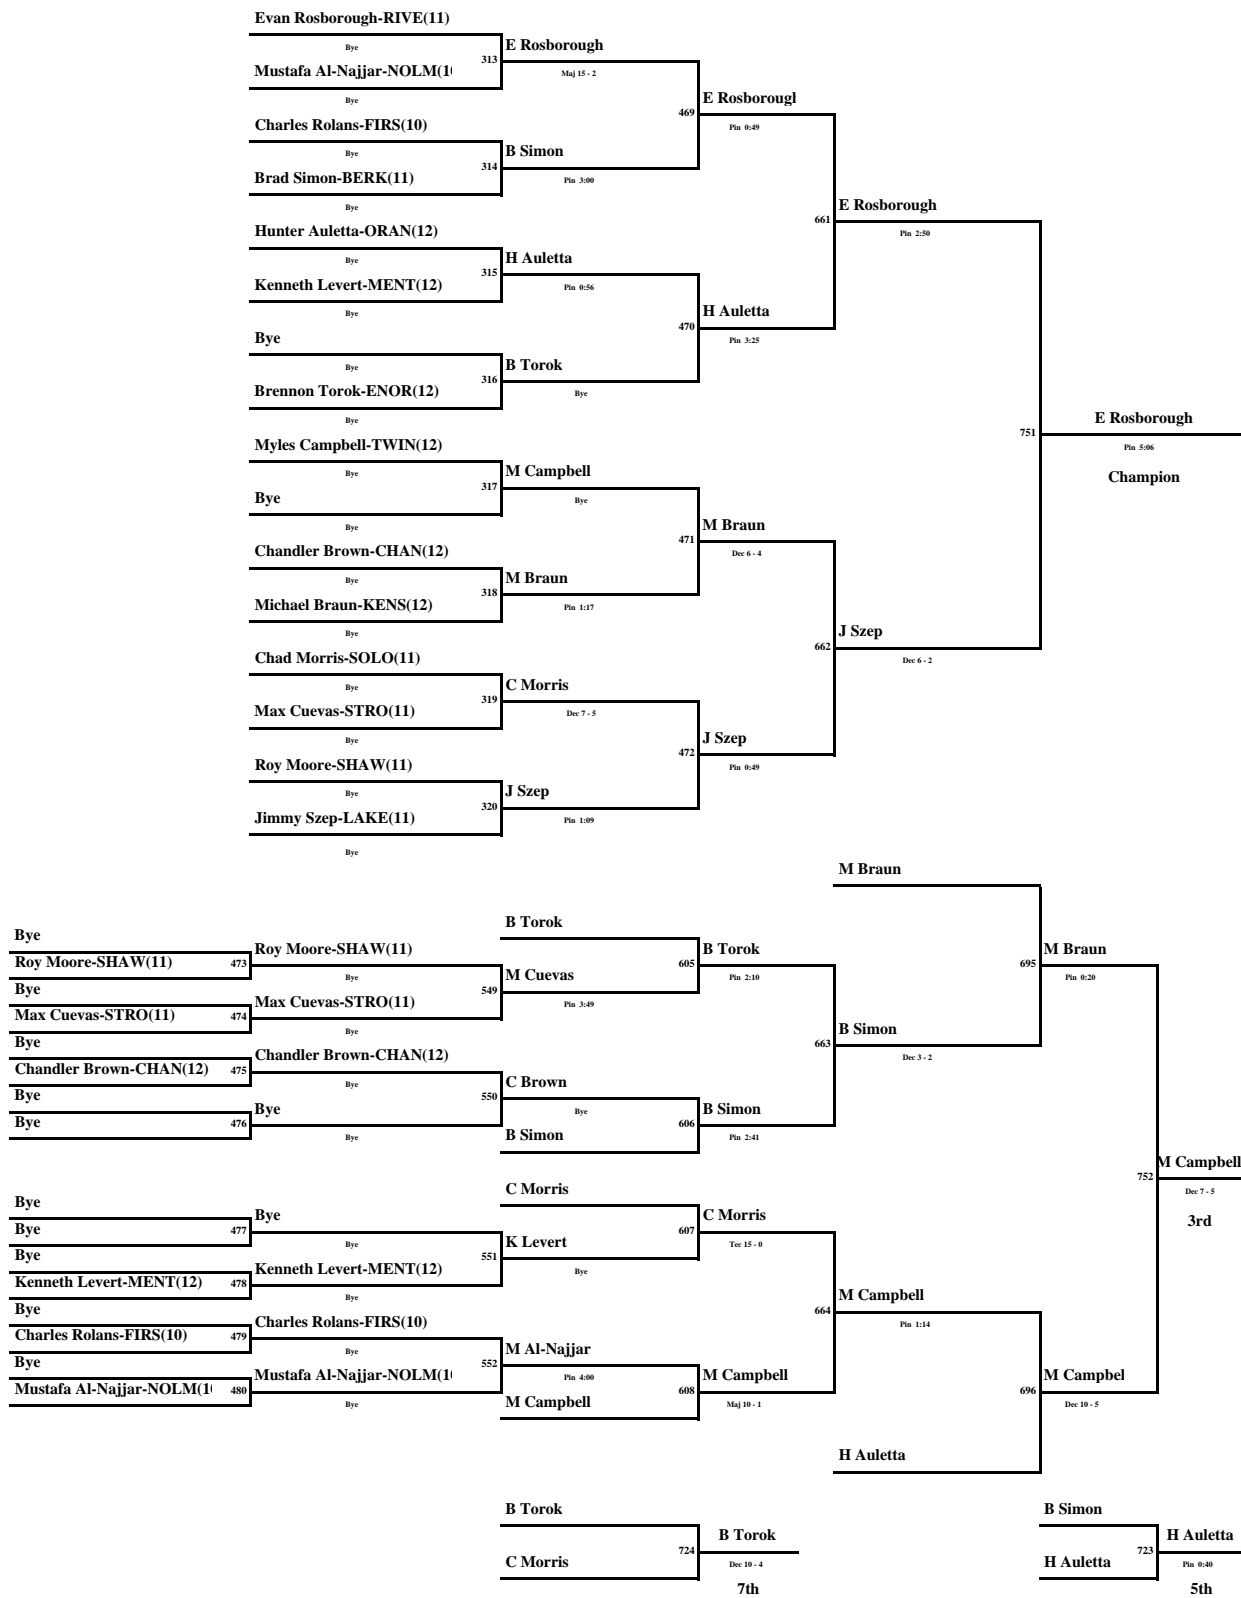 Evan Rosborough-RIVE(11)
Bye
313
E Rosborough
Maj 15 - 2
Mustafa Al-Najjar-NOLM(1(
Bye
469
E Rosborough
Pin 0:49
Charles Rolans-FIRS(10)
Bye
314
B Simon
Pin 3:00
Brad Simon-BERK(11)
Bye
661
E Rosborough
Pin 2:50
Hunter Auletta-ORAN(12)
Bye
315
H Auletta
Pin 0:56
Kenneth Levert-MENT(12)
Bye
470
H Auletta
Pin 3:25
Bye
Bye
316
B Torok
Bye
Brennon Torok-ENOR(12)
Bye
751
E Rosborough
Pin 5:06
Champion
Myles Campbell-TWIN(12)
Bye
317
M Campbell
Bye
Bye
Bye
471
M Braun
Dec 6 - 4
Chandler Brown-CHAN(12)
Bye
318
M Braun
Pin 1:17
Michael Braun-KENS(12)
Bye
662
J Szep
Dec 6 - 2
Chad Morris-SOLO(11)
Bye
319
C Morris
Dec 7 - 5
Max Cuevas-STRO(11)
Bye
472
J Szep
Pin 0:49
Roy Moore-SHAW(11)
Bye
320
J Szep
Pin 1:09
Jimmy Szep-LAKE(11)
Bye
M Braun
Bye
Roy Moore-SHAW(11)
473
Roy Moore-SHAW(11)
Bye
B Torok
605
B Torok
Pin 2:10
695
M Braun
Pin 0:20
Bye
Max Cuevas-STRO(11)
474
Max Cuevas-STRO(11)
Bye
549
M Cuevas
Pin 3:49
663
B Simon
Dec 3 - 2
Bye
Chandler Brown-CHAN(12)
475
Chandler Brown-CHAN(12)
Bye
550
C Brown
Bye
Bye
Bye
476
Bye
Bye
B Simon
606
B Simon
Pin 2:41
752
M Campbell
Dec 7 - 5
3rd
Bye
Bye
477
Bye
Bye
C Morris
607
C Morris
Tec 15 - 0
Bye
Kenneth Levert-MENT(12)
478
Kenneth Levert-MENT(12)
Bye
551
K Levert
Bye
664
M Campbell
Pin 1:14
Bye
Charles Rolans-FIRS(10)
479
Charles Rolans-FIRS(10)
Bye
552
M Al-Najjar
Pin 4:00
Bye
Mustafa Al-Najjar-NOLM(1(
480
Mustafa Al-Najjar-NOLM(1(
Bye
M Campbell
608
M Campbell
Maj 10 - 1
696
M Campbel
Dec 10 - 5
H Auletta
B Torok
C Morris
724
B Torok
Dec 10 - 4
7th
B Simon
H Auletta
723
H Auletta
Pin 0:40
5th